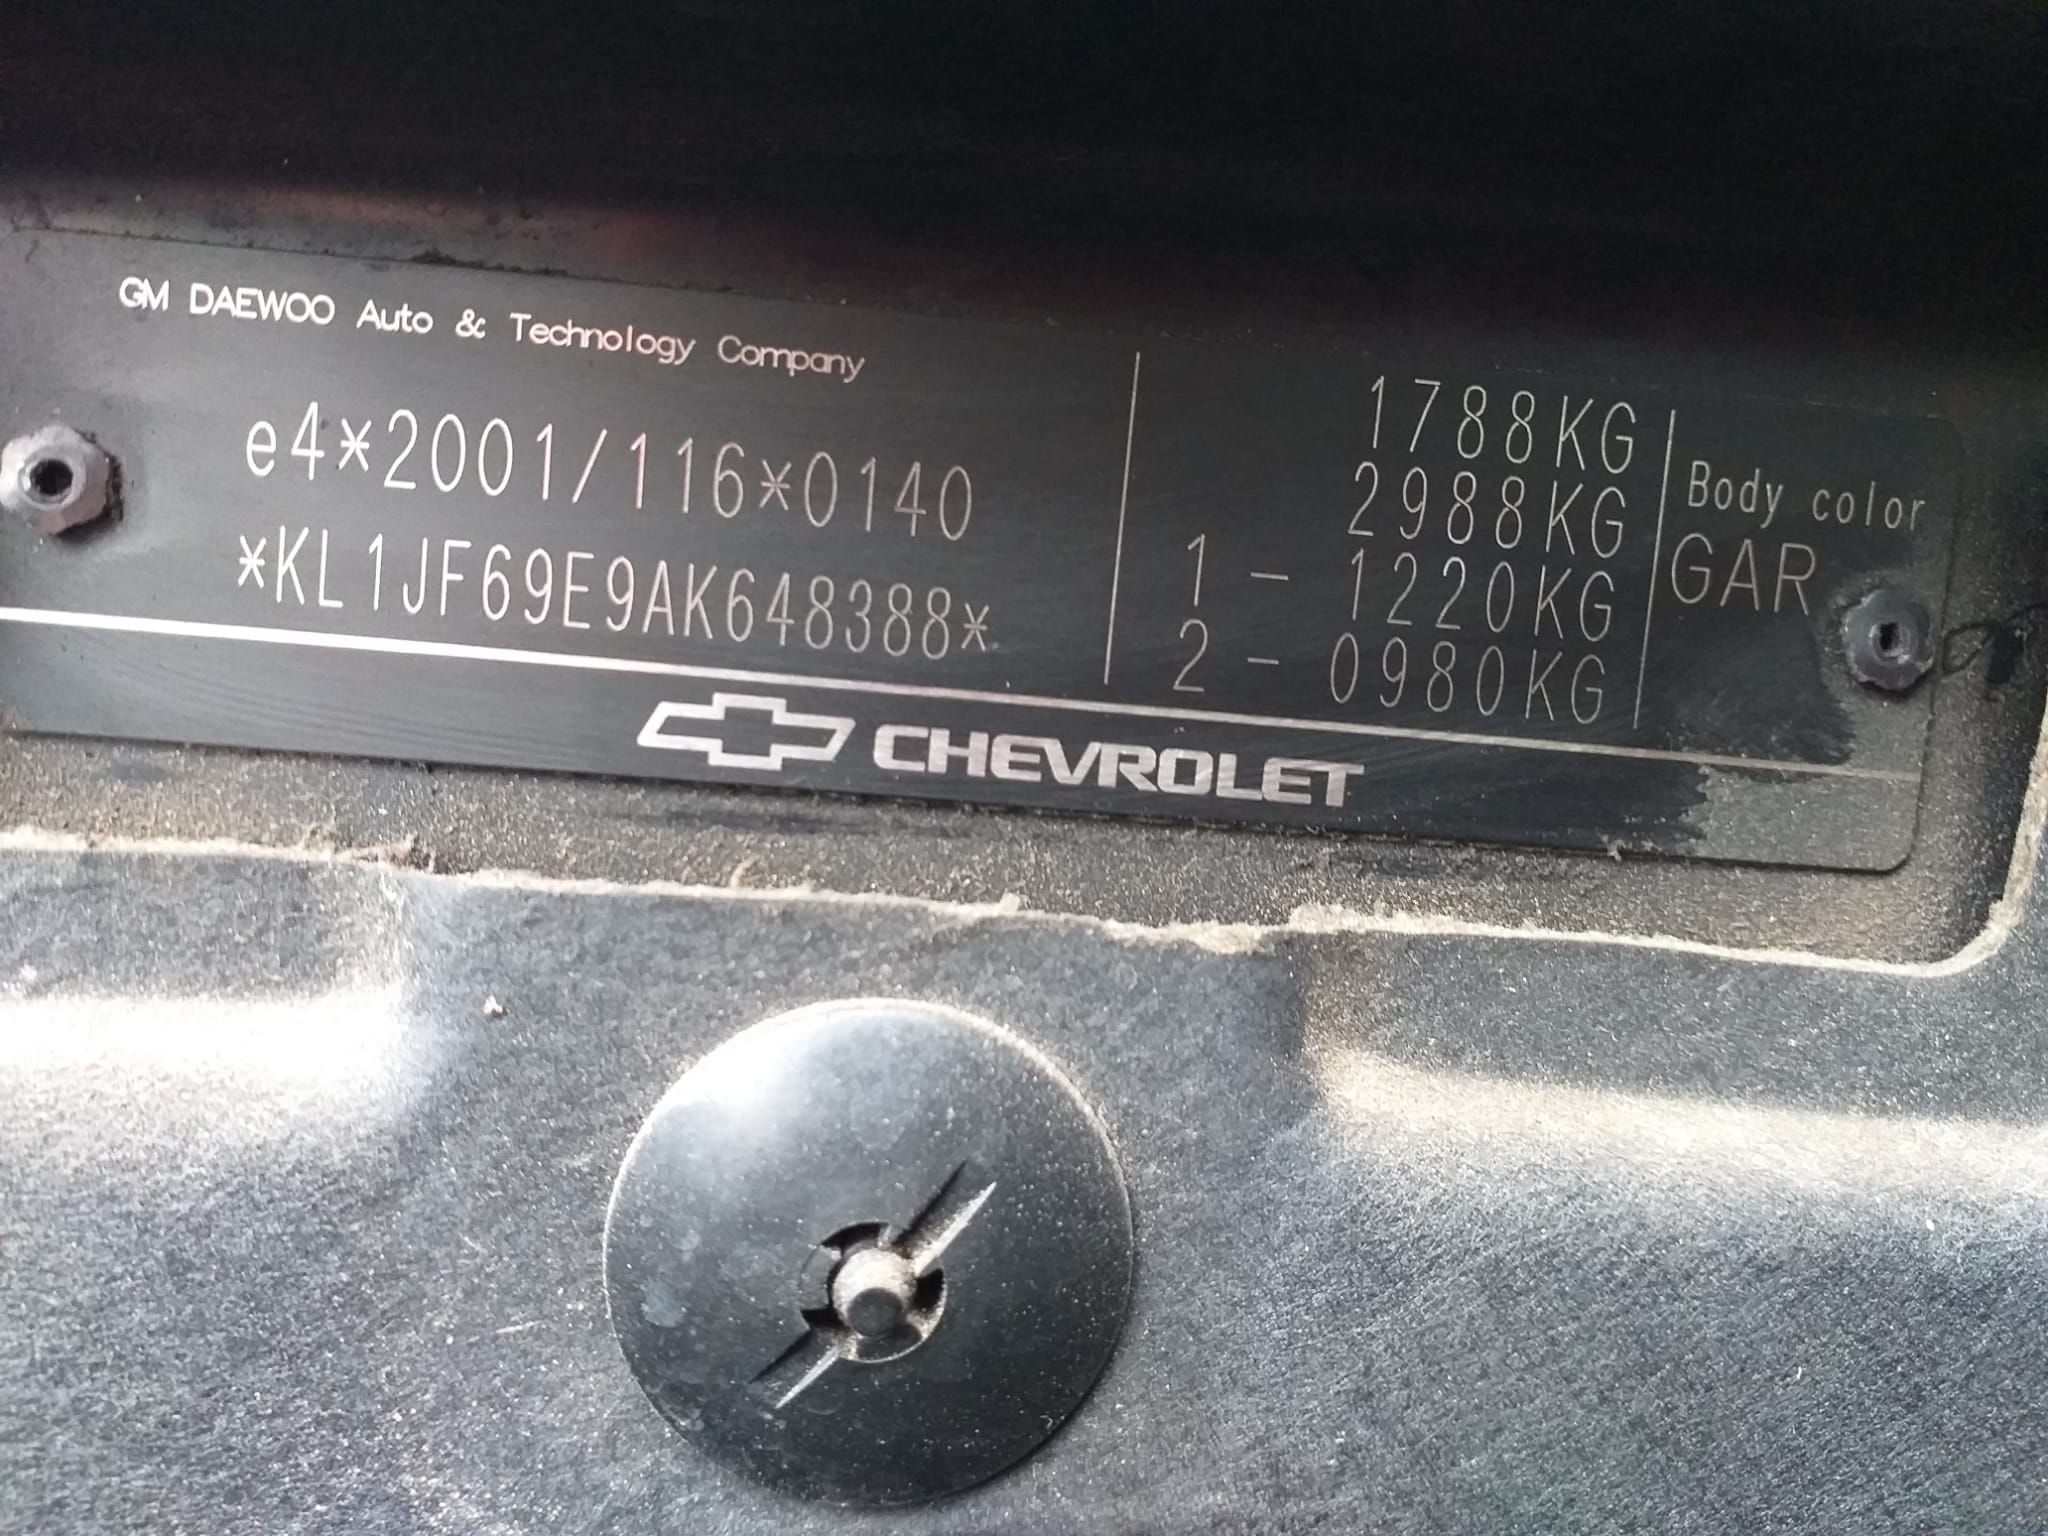 GM DAEWOO Auto & Technology Company
e4*2001/116*0140
*KL1JF69E9AK648388*
1788KG
2988KG
1 - 1220KG
2 - 0980KG
Body color
GAR
CHEVROLET